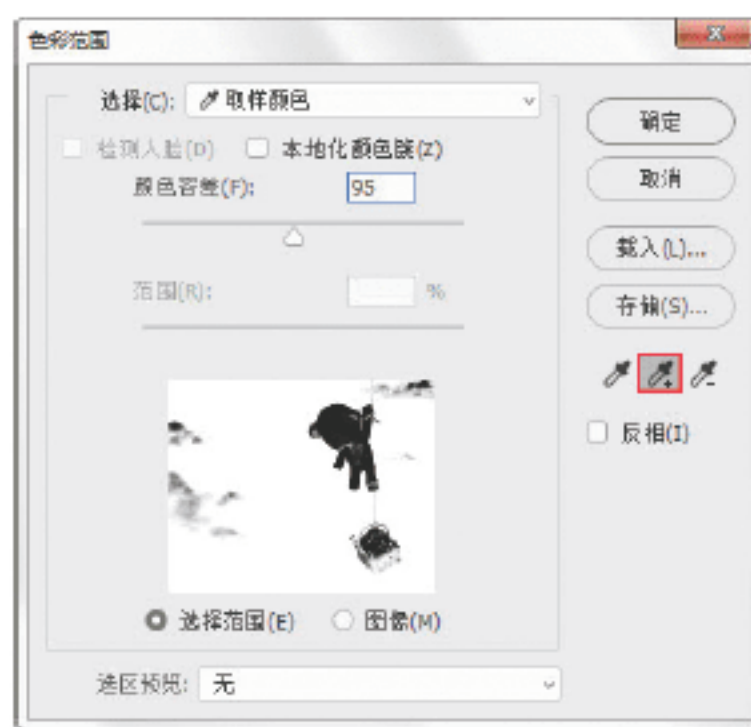 色彩范围
选择(C): 取样颜色
检测人脸(D) 本地化颜色簇(Z)
颜色容差(F): 95
范围(R): %
选择范围(E) 图像(M)
选区预览: 无
确定
取消
载入(L)...
存储(S)...
反相(I)